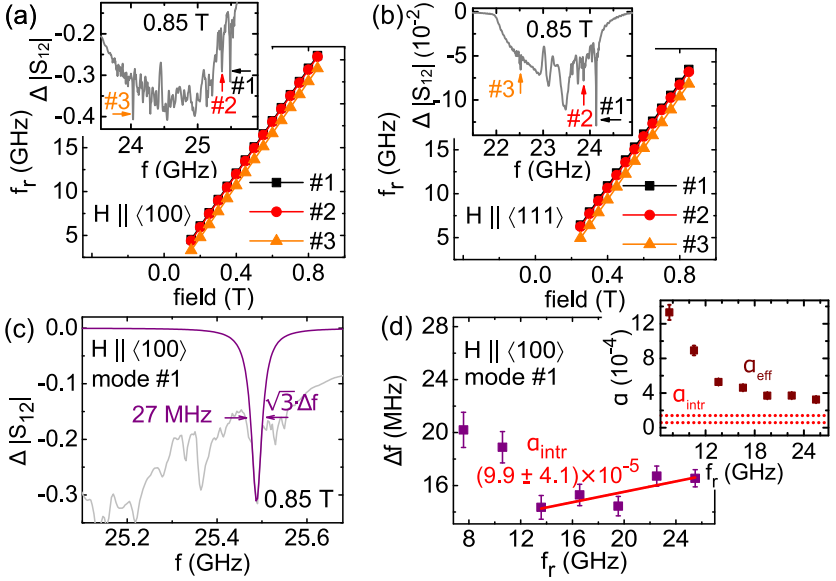 (a)
0.85 T
-0.2
-0.3
-0.4
Δ |S12|
#1
#2
#3
24
25
f (GHz)
fr (GHz)
15
10
5
H || ⟨100⟩
#1
#2
#3
0.0
0.4
0.8
field (T)
(b)
0.85 T
0
-5
-10
Δ |S12| (10⁻²)
#3
#2
#1
22
23
24
f (GHz)
fr (GHz)
15
10
5
H || ⟨111⟩
#1
#2
#3
0.0
0.4
0.8
field (T)
(c)
0.0
-0.1
-0.2
-0.3
Δ |S12|
H || ⟨100⟩
mode #1
27 MHz
√3·Δf
0.85 T
25.2
25.4
25.6
f (GHz)
(d)
28
24
20
16
Δf (MHz)
H || ⟨100⟩
mode #1
αintr
(9.9 ± 4.1)×10⁻⁵
8
12
16
20
24
fr (GHz)
α (10⁻⁴)
12
8
4
0
αeff
αintr
12
18
24
fr (GHz)